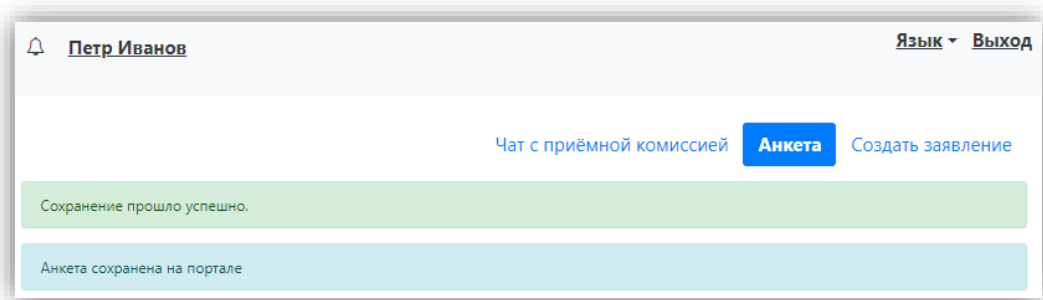 Петр Иванов Язык Выход
Чат с приёмной комиссией Анкета Создать заявление
Сохранение прошло успешно.
Анкета сохранена на портале